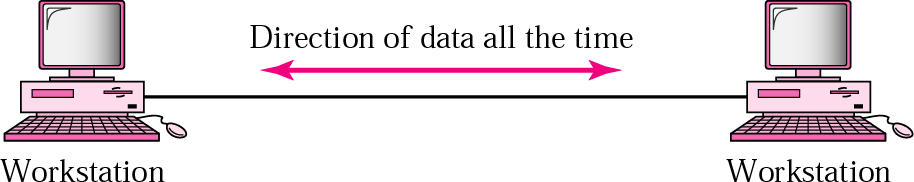 Direction of data all the time
Workstation
Workstation